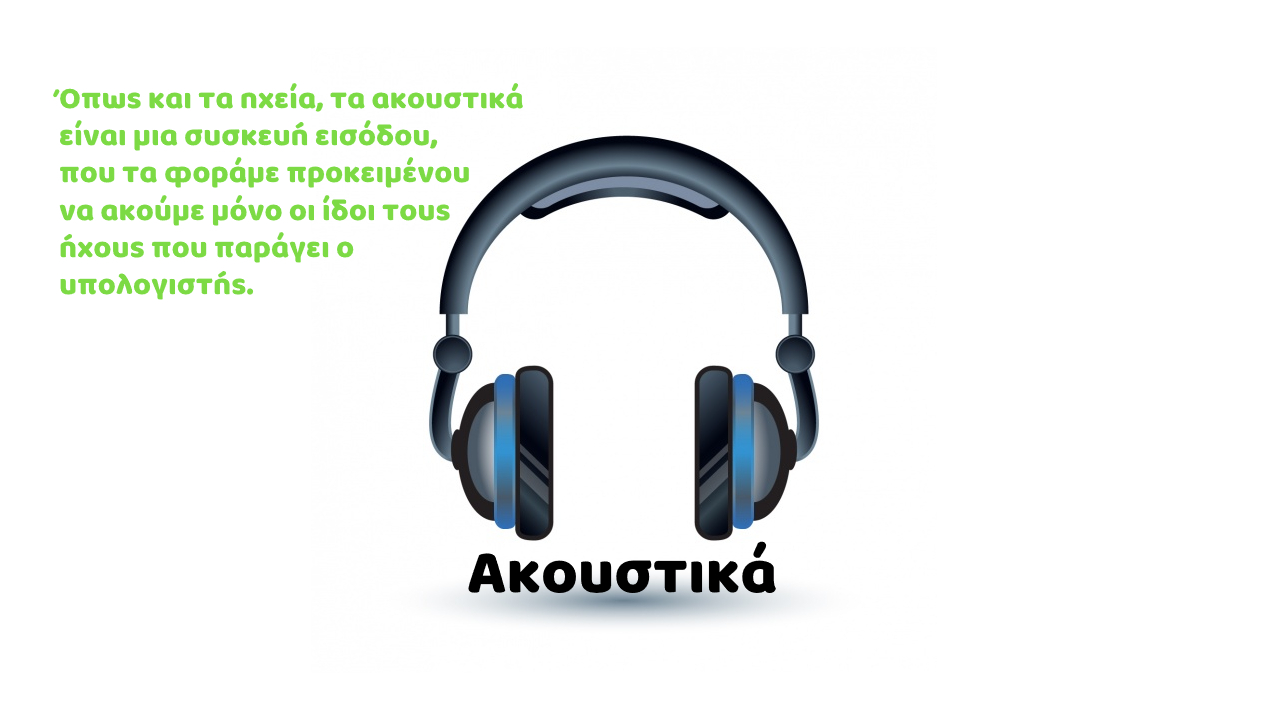 Όπως και τα ηχεία, τα ακουστικά
είναι μια συσκευή εισόδου,
που τα φοράμε προκειμένου
να ακούμε μόνο οι ίδοι τους
ήχους που παράγει ο
υπολογιστής.
Ακουστικά